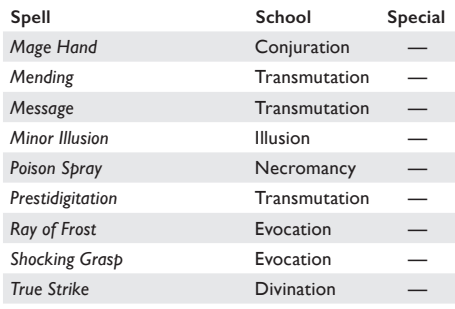 Spell School Special
Mage Hand Conjuration —
Mending Transmutation —
Message Transmutation —
Minor Illusion Illusion —
Poison Spray Necromancy —
Prestidigitation Transmutation —
Ray of Frost Evocation —
Shocking Grasp Evocation —
True Strike Divination —